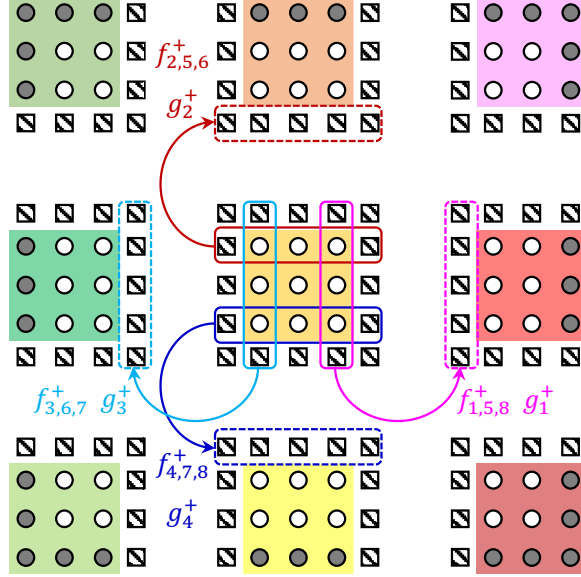 f⁺₂,₅,₆
g⁺₂
f⁺₃,₆,₇ g⁺₃
f⁺₁,₅,₈ g⁺₁
f⁺₄,₇,₈
g⁺₄